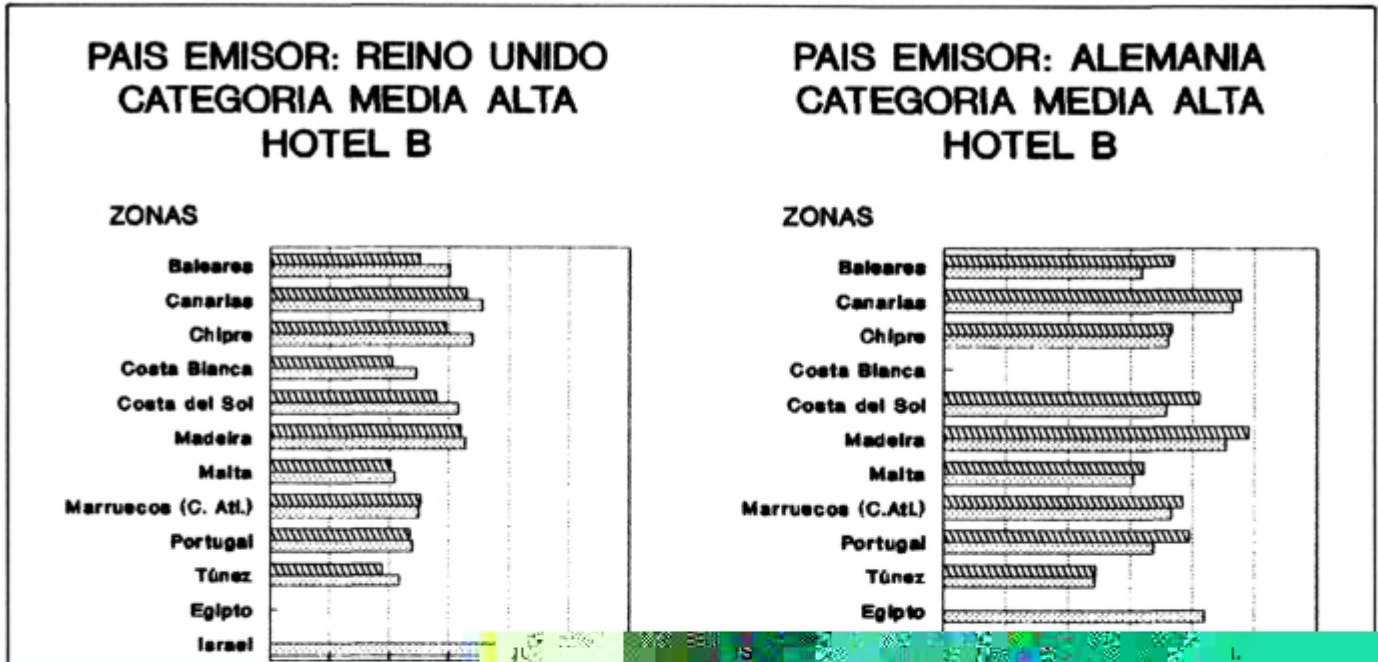 PAIS EMISOR: REINO UNIDO
CATEGORIA MEDIA ALTA
HOTEL B
ZONAS
Baleares
Canarias
Chipre
Costa Blanca
Costa del Sol
Madeira
Malta
Marruecos (C. Atl.)
Portugal
Túnez
Egipto
Israel
PAIS EMISOR: ALEMANIA
CATEGORIA MEDIA ALTA
HOTEL B
ZONAS
Baleares
Canarias
Chipre
Costa Blanca
Costa del Sol
Madeira
Malta
Marruecos (C.Atl.)
Portugal
Túnez
Egipto